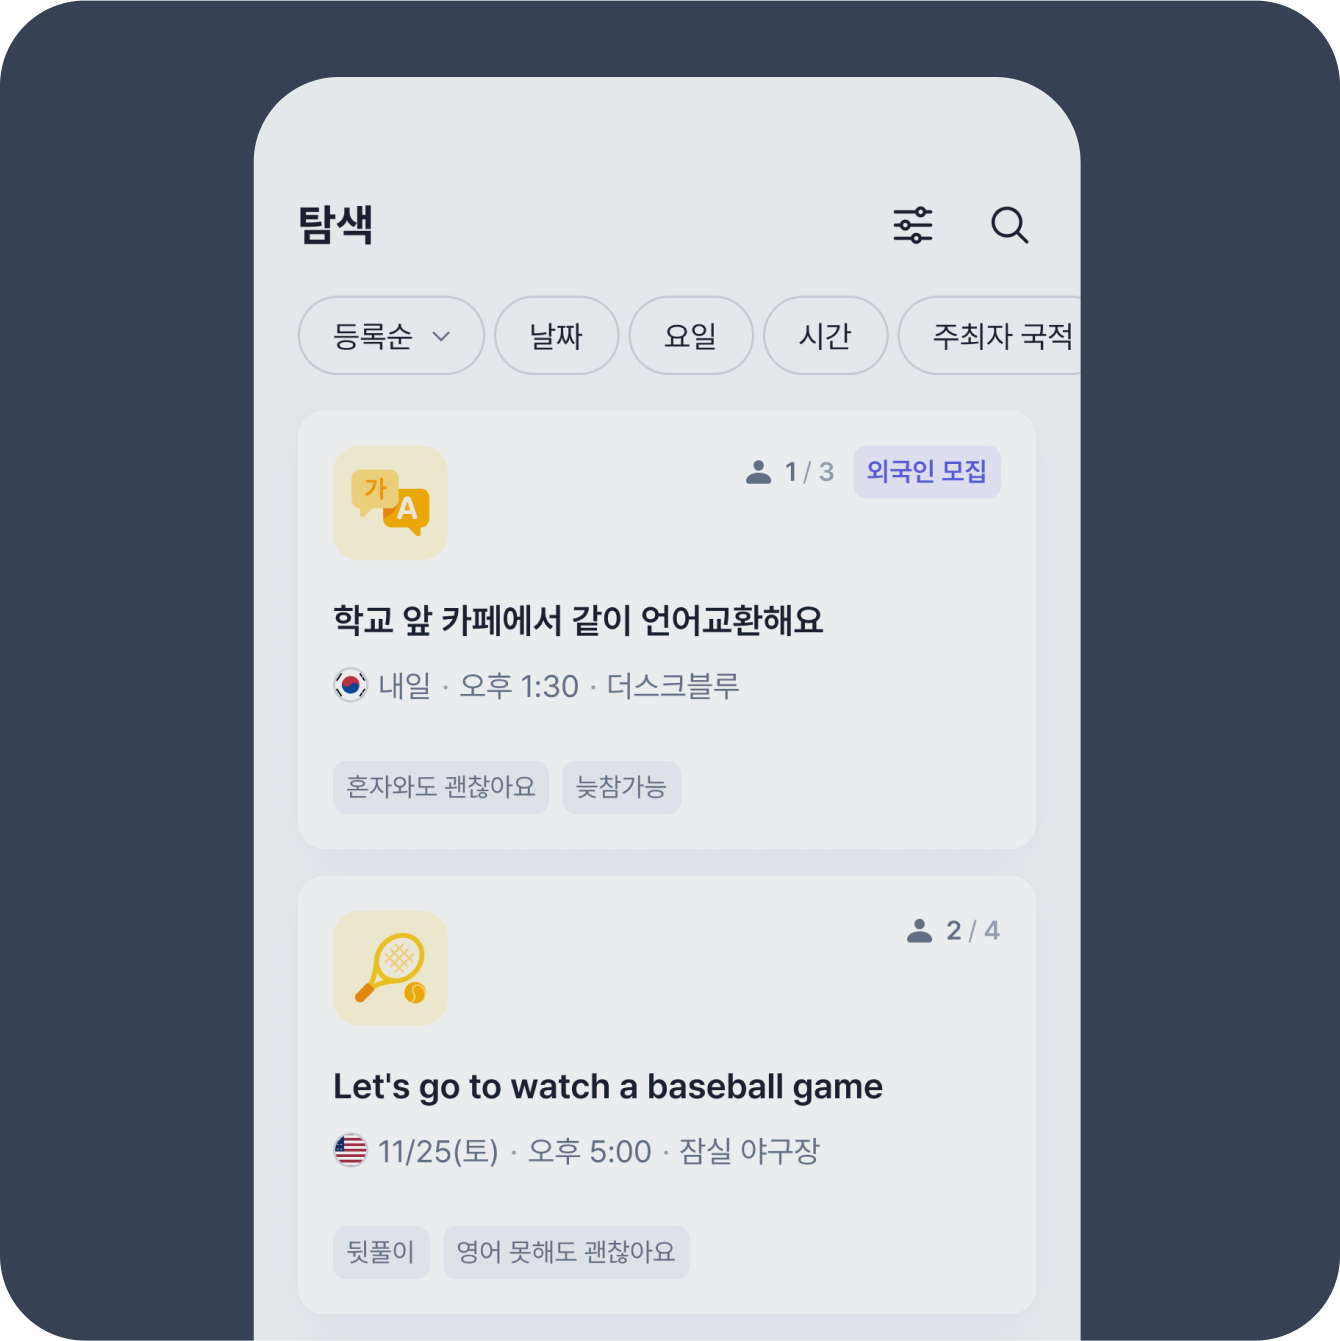 탐색
등록순 날짜 요일 시간 주최자 국적
가 A
1 / 3 외국인 모집
학교 앞 카페에서 같이 언어교환해요
내일 · 오후 1:30 · 더스크블루
혼자와도 괜찮아요 늦참가능
2 / 4
Let's go to watch a baseball game
11/25(토) · 오후 5:00 · 잠실 야구장
뒷풀이 영어 못해도 괜찮아요